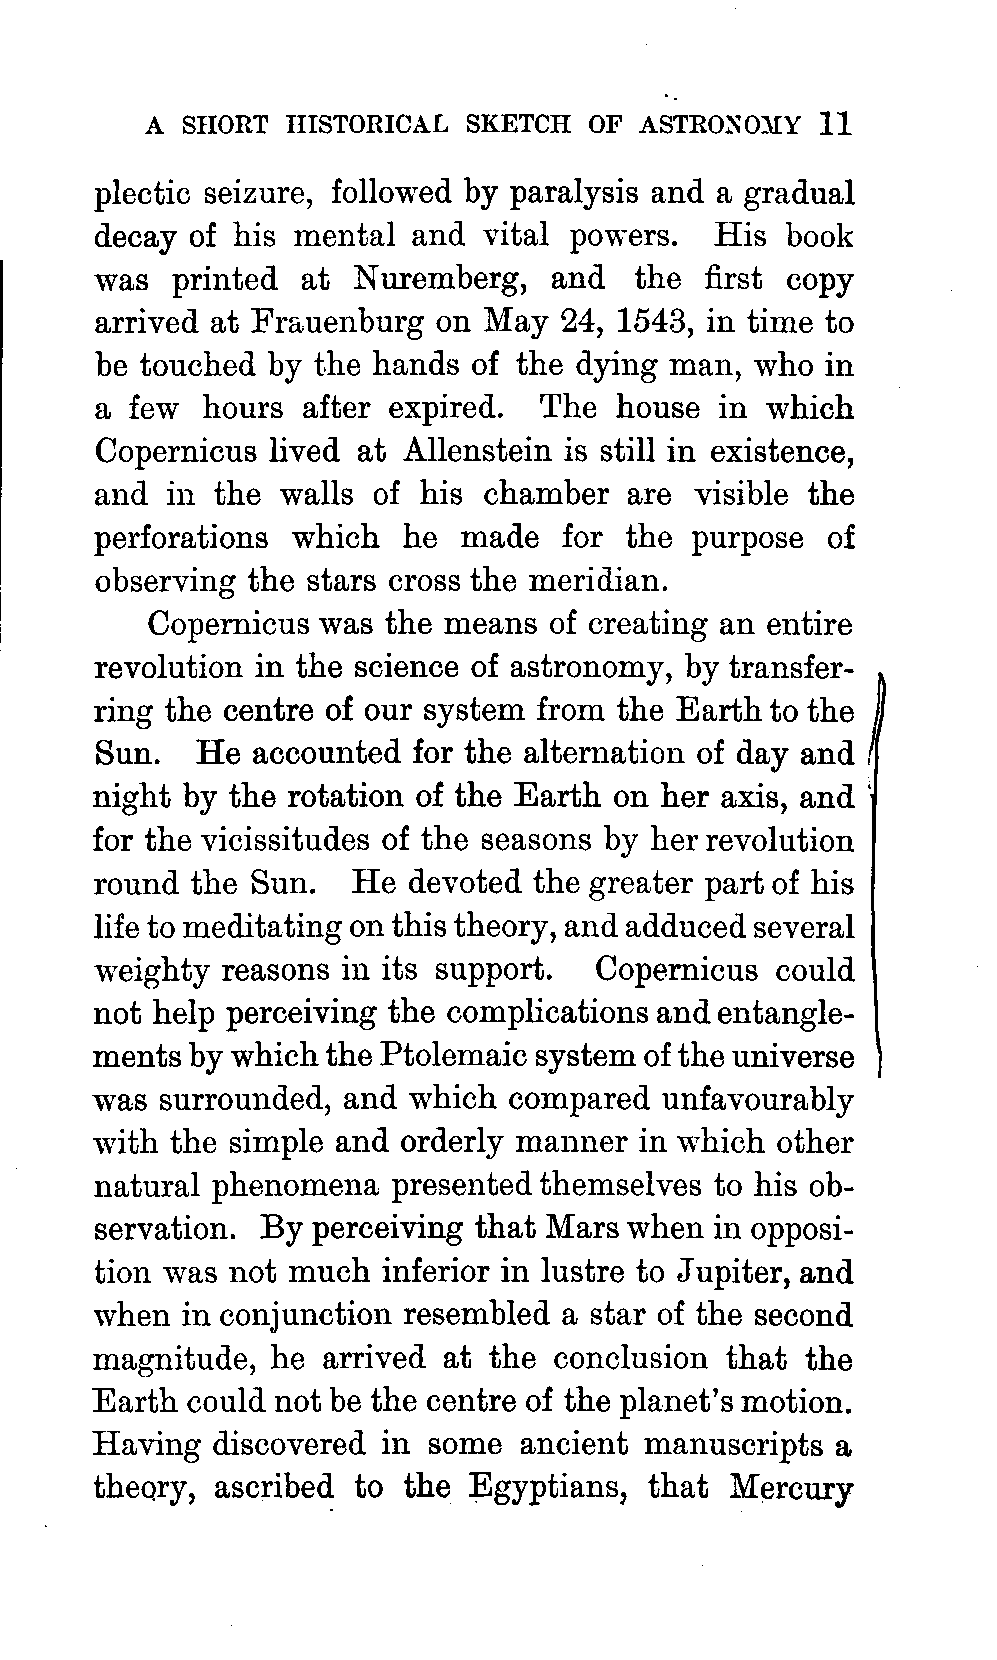 A SHORT HISTORICAL SKETCH OF ASTRONOMY 11
plectic seizure, followed by paralysis and a gradual
decay of his mental and vital powers. His book
was printed at Nuremberg, and the first copy
arrived at Frauenburg on May 24, 1543, in time to
be touched by the hands of the dying man, who in
a few hours after expired. The house in which
Copernicus lived at Allenstein is still in existence,
and in the walls of his chamber are visible the
perforations which he made for the purpose of
observing the stars cross the meridian.
Copernicus was the means of creating an entire
revolution in the science of astronomy, by transfer-
ring the centre of our system from the Earth to the
Sun. He accounted for the alternation of day and
night by the rotation of the Earth on her axis, and
for the vicissitudes of the seasons by her revolution
round the Sun. He devoted the greater part of his
life to meditating on this theory, and adduced several
weighty reasons in its support. Copernicus could
not help perceiving the complications and entangle-
ments by which the Ptolemaic system of the universe
was surrounded, and which compared unfavourably
with the simple and orderly manner in which other
natural phenomena presented themselves to his ob-
servation. By perceiving that Mars when in opposi-
tion was not much inferior in lustre to Jupiter, and
when in conjunction resembled a star of the second
magnitude, he arrived at the conclusion that the
Earth could not be the centre of the planet's motion.
Having discovered in some ancient manuscripts a
theory, ascribed to the Egyptians, that Mercury